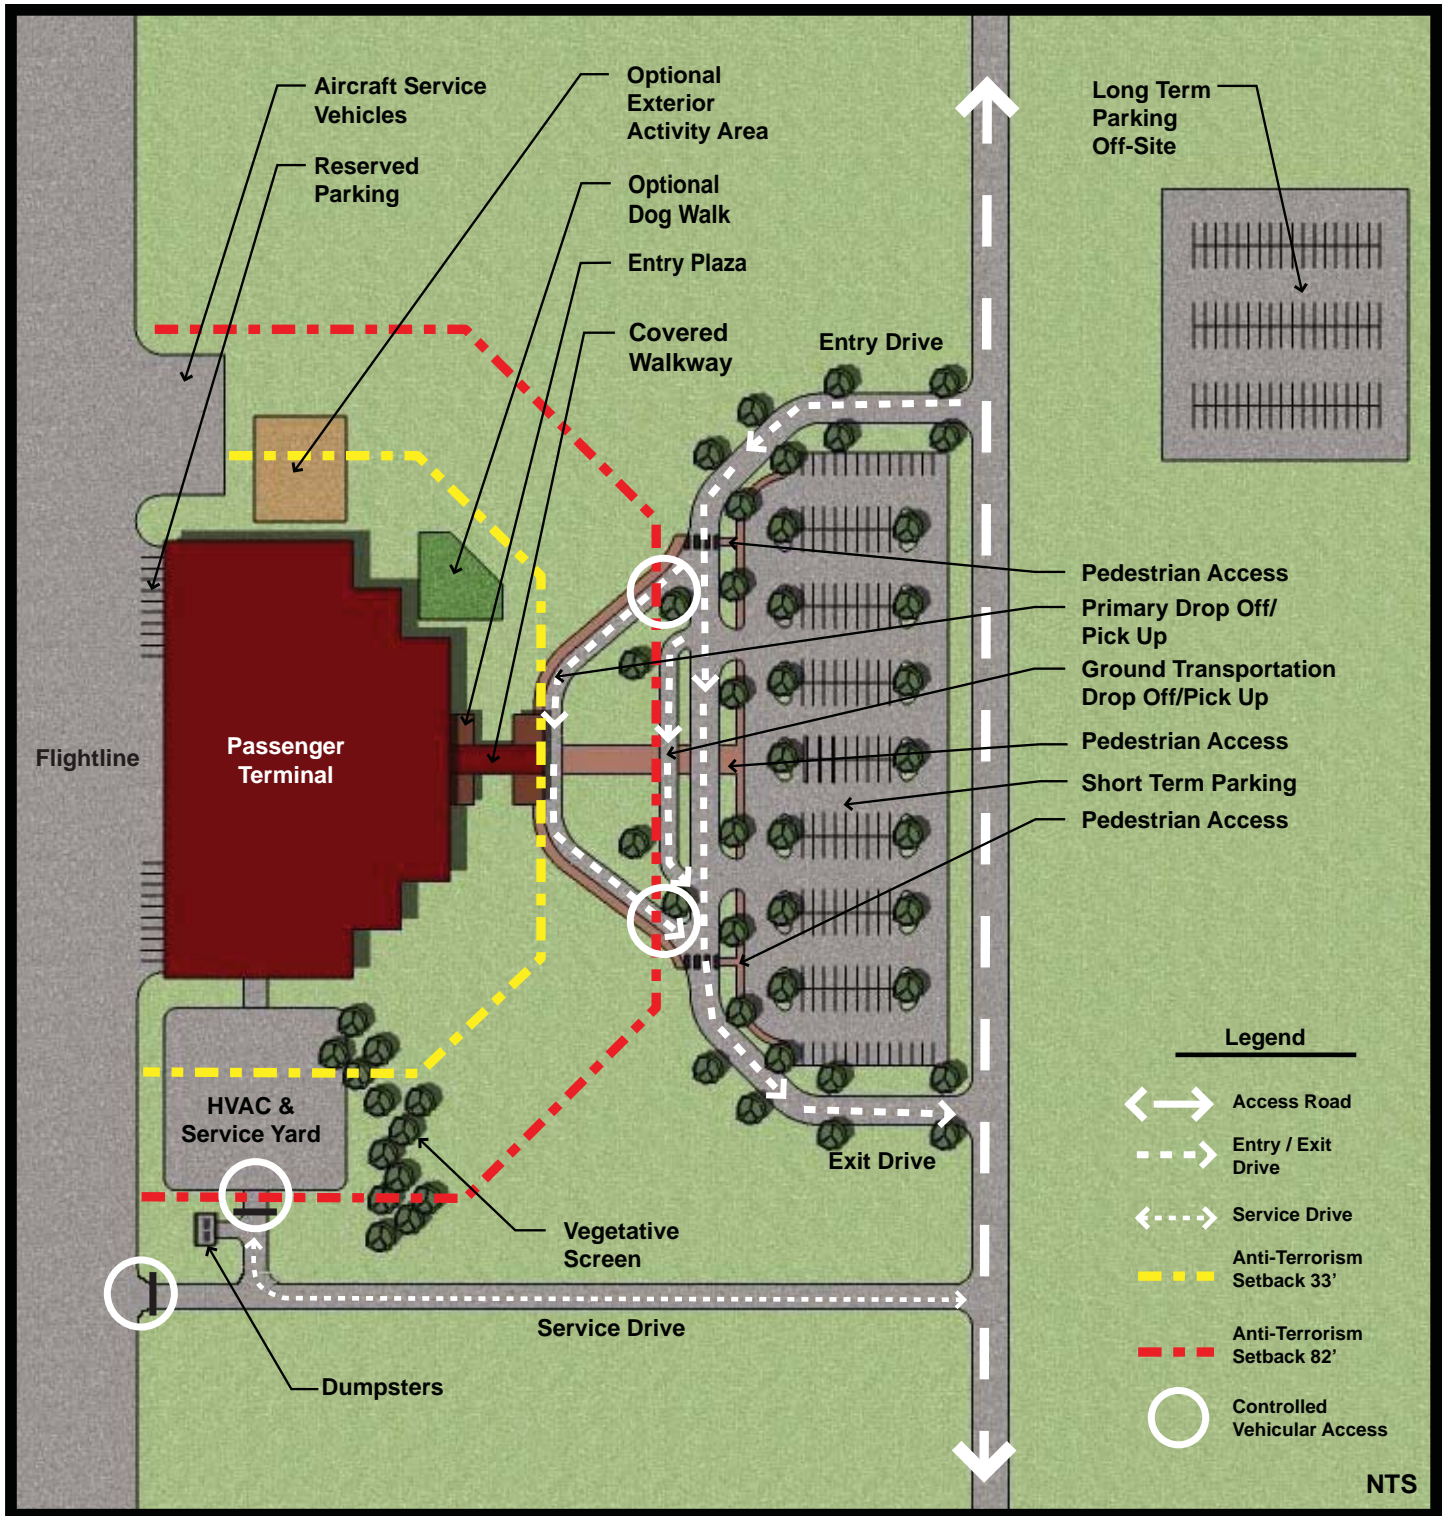 Aircraft Service
Vehicles
Reserved
Parking
Optional
Exterior
Activity Area
Optional
Dog Walk
Entry Plaza
Covered
Walkway
Entry Drive
Long Term
Parking
Off-Site
Pedestrian Access
Primary Drop Off/
Pick Up
Ground Transportation
Drop Off/Pick Up
Pedestrian Access
Short Term Parking
Pedestrian Access
Flightline
Passenger
Terminal
HVAC &
Service Yard
Exit Drive
Vegetative
Screen
Service Drive
Dumpsters
Legend
Access Road
Entry / Exit
Drive
Service Drive
Anti-Terrorism
Setback 33’
Anti-Terrorism
Setback 82’
Controlled
Vehicular Access
NTS